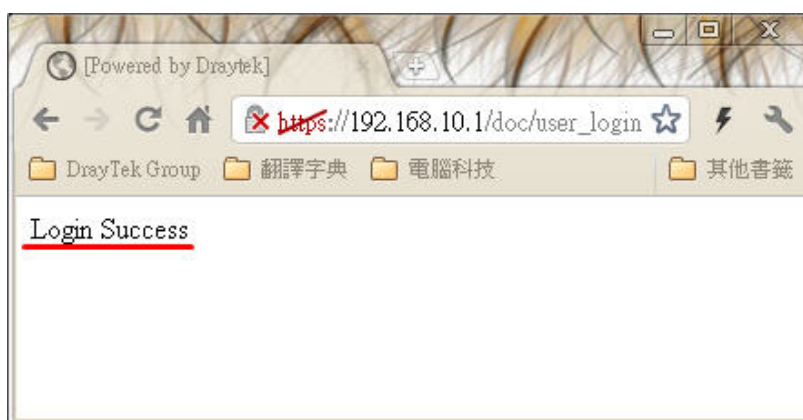 [Powered by Draytek]
https://192.168.10.1/doc/user_login
DrayTek Group 翻譯字典 電腦科技 其他書籤
Login Success